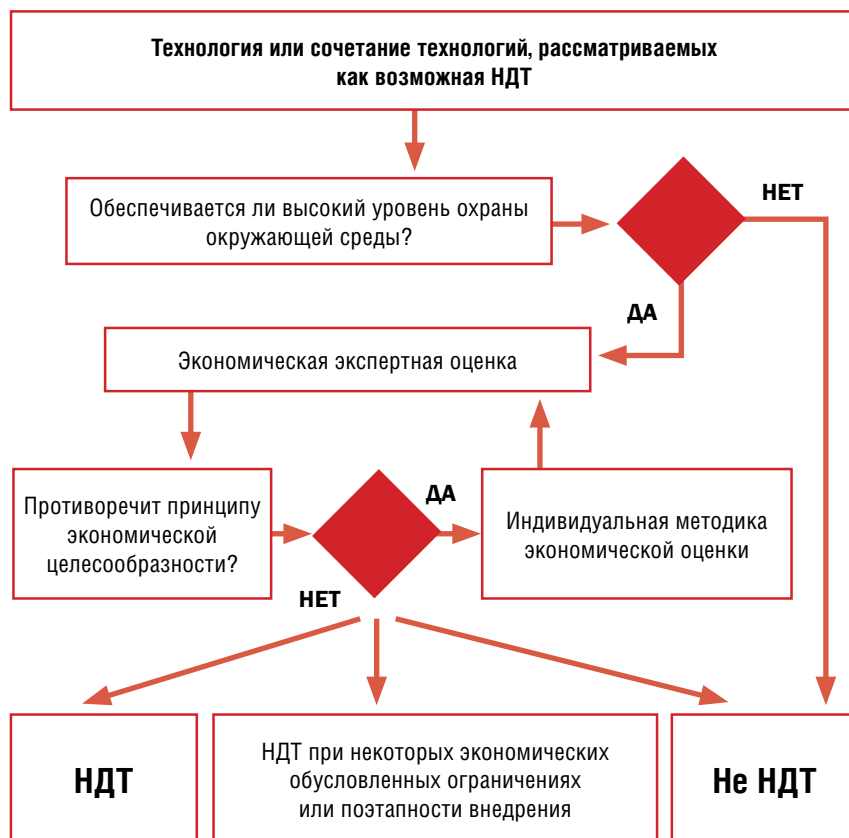 Технология или сочетание технологий, рассматриваемых
как возможная НДТ
Обеспечивается ли высокий уровень охраны
окружающей среды?
НЕТ
ДА
Экономическая экспертная оценка
Противоречит принципу
экономической
целесообразности?
ДА
Индивидуальная методика
экономической оценки
НЕТ
НДТ
НДТ при некоторых экономических
обусловленных ограничениях
или поэтапности внедрения
Не НДТ